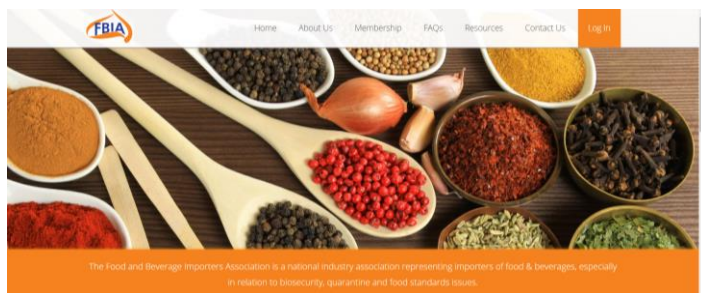 FBIA
Home About Us Membership FAQs Resources Contact Us Log In
The Food and Beverage Importers Association is a national industry association representing importers of food & beverages, especially
in relation to biosecurity, quarantine and food standards issues.